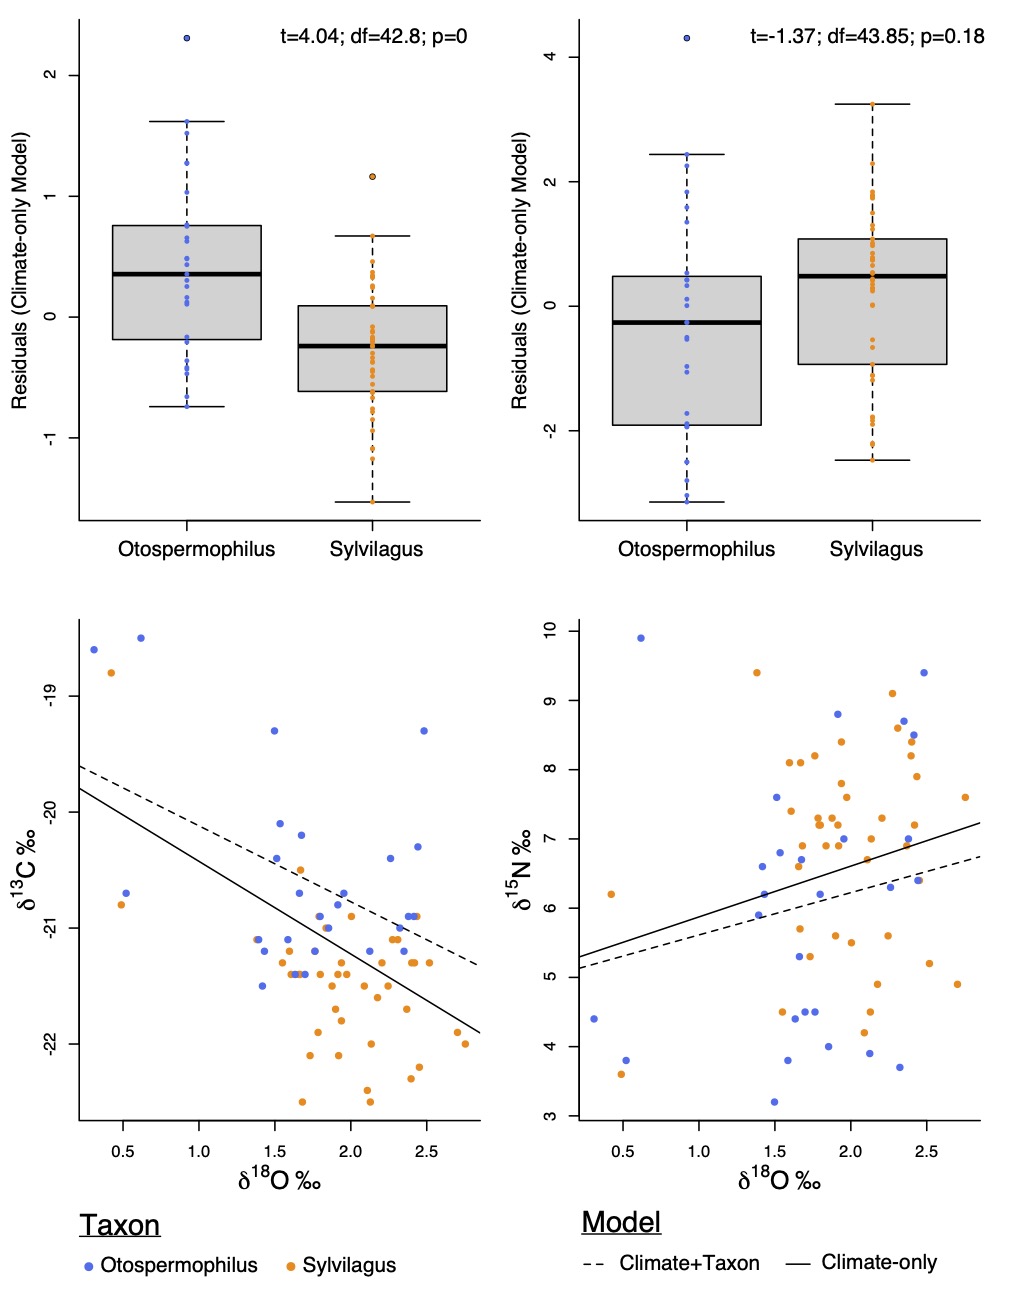 t=4.04; df=42.8; p=0
Residuals (Climate-only Model)
2
1
0
-1
Otospermophilus Sylvilagus
t=-1.37; df=43.85; p=0.18
Residuals (Climate-only Model)
4
2
0
-2
Otospermophilus Sylvilagus
δ13C ‰
-19
-20
-21
-22
0.5 1.0 1.5 2.0 2.5
δ18O ‰
δ15N ‰
10
9
8
7
6
5
4
3
0.5 1.0 1.5 2.0 2.5
δ18O ‰
Taxon
Otospermophilus Sylvilagus
Model
Climate+Taxon Climate-only